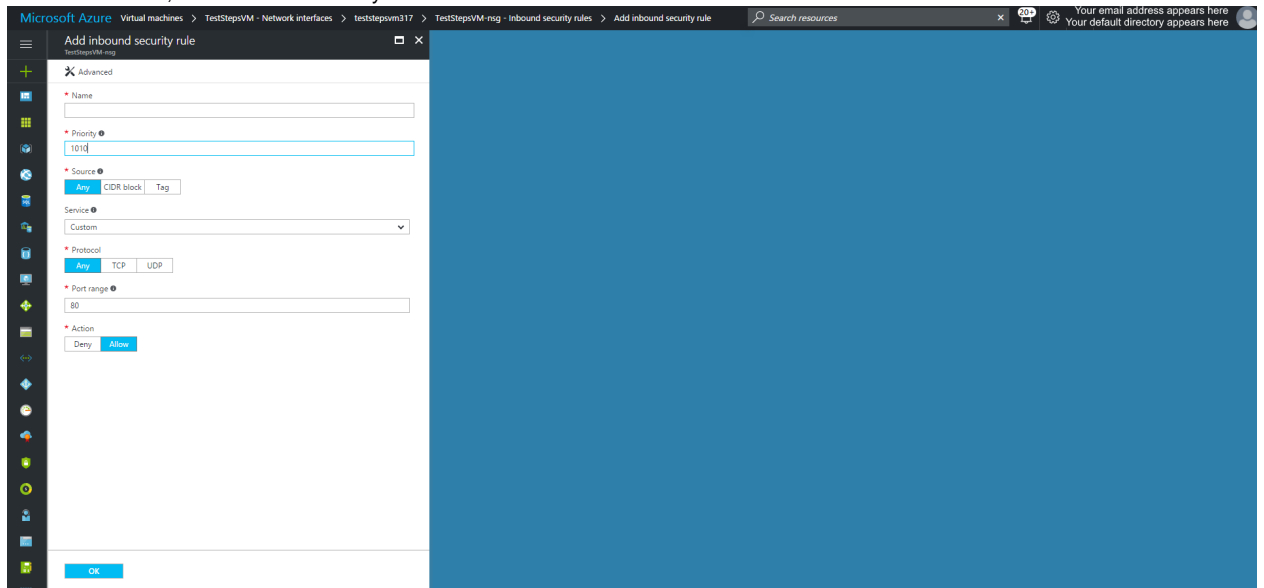 Microsoft Azure Virtual machines > TestStepsVM - Network interfaces > teststepsvm317 > TestStepsVM-nsg - Inbound security rules > Add inbound security rule Search resources × 20+ Your email address appears here
Your default directory appears here
Add inbound security rule
TestStepsVM-nsg
Advanced
* Name
* Priority
1010
* Source
Any CIDR block Tag
Service
Custom
* Protocol
Any TCP UDP
* Port range
80
* Action
Deny Allow
OK